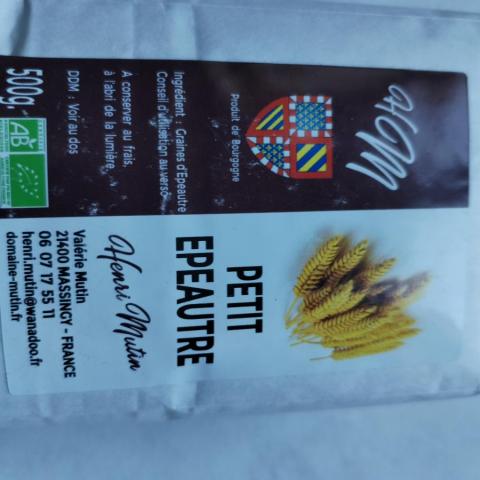 HM
Produit de Bourgogne
Ingrédient : Graines d'Epeautre
Conseil d'utilisation au verso
A conserver au frais,
à l'abri de la lumière.
DDM : Voir au dos
500g
AB
PETIT
EPEAUTRE
Henri Mutin
Valérie Mutin
21400 MASSINGY - FRANCE
06 07 17 55 11
henri.mutin@wanadoo.fr
domaine-mutin.fr